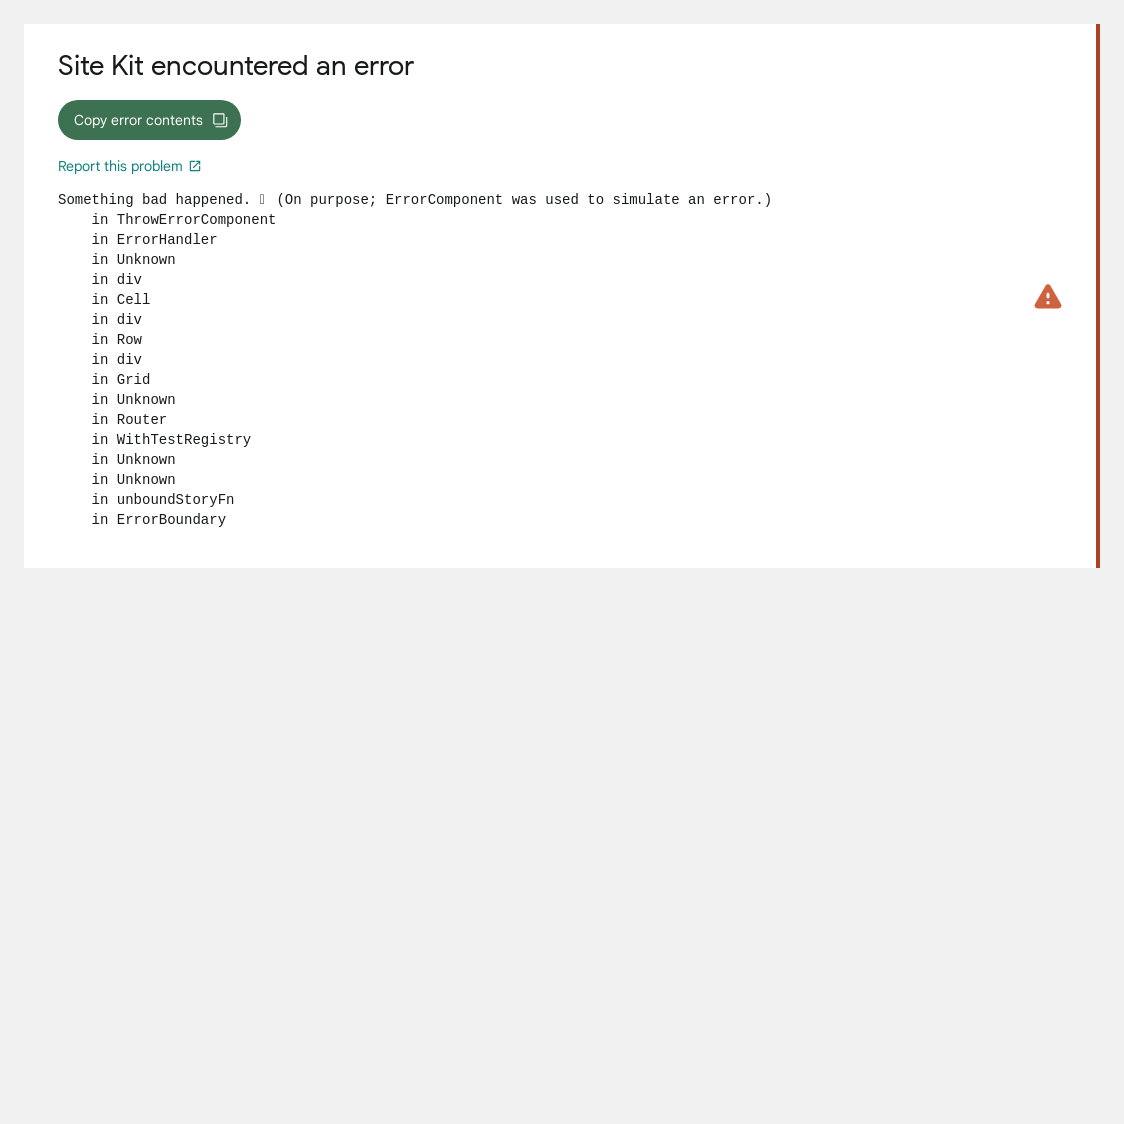 Site Kit encountered an error
Copy error contents
Report this problem
Something bad happened. (On purpose; ErrorComponent was used to simulate an error.)
in ThrowErrorComponent
in ErrorHandler
in Unknown
in div
in Cell
in div
in Row
in div
in Grid
in Unknown
in Router
in WithTestRegistry
in Unknown
in Unknown
in unboundStoryFn
in ErrorBoundary